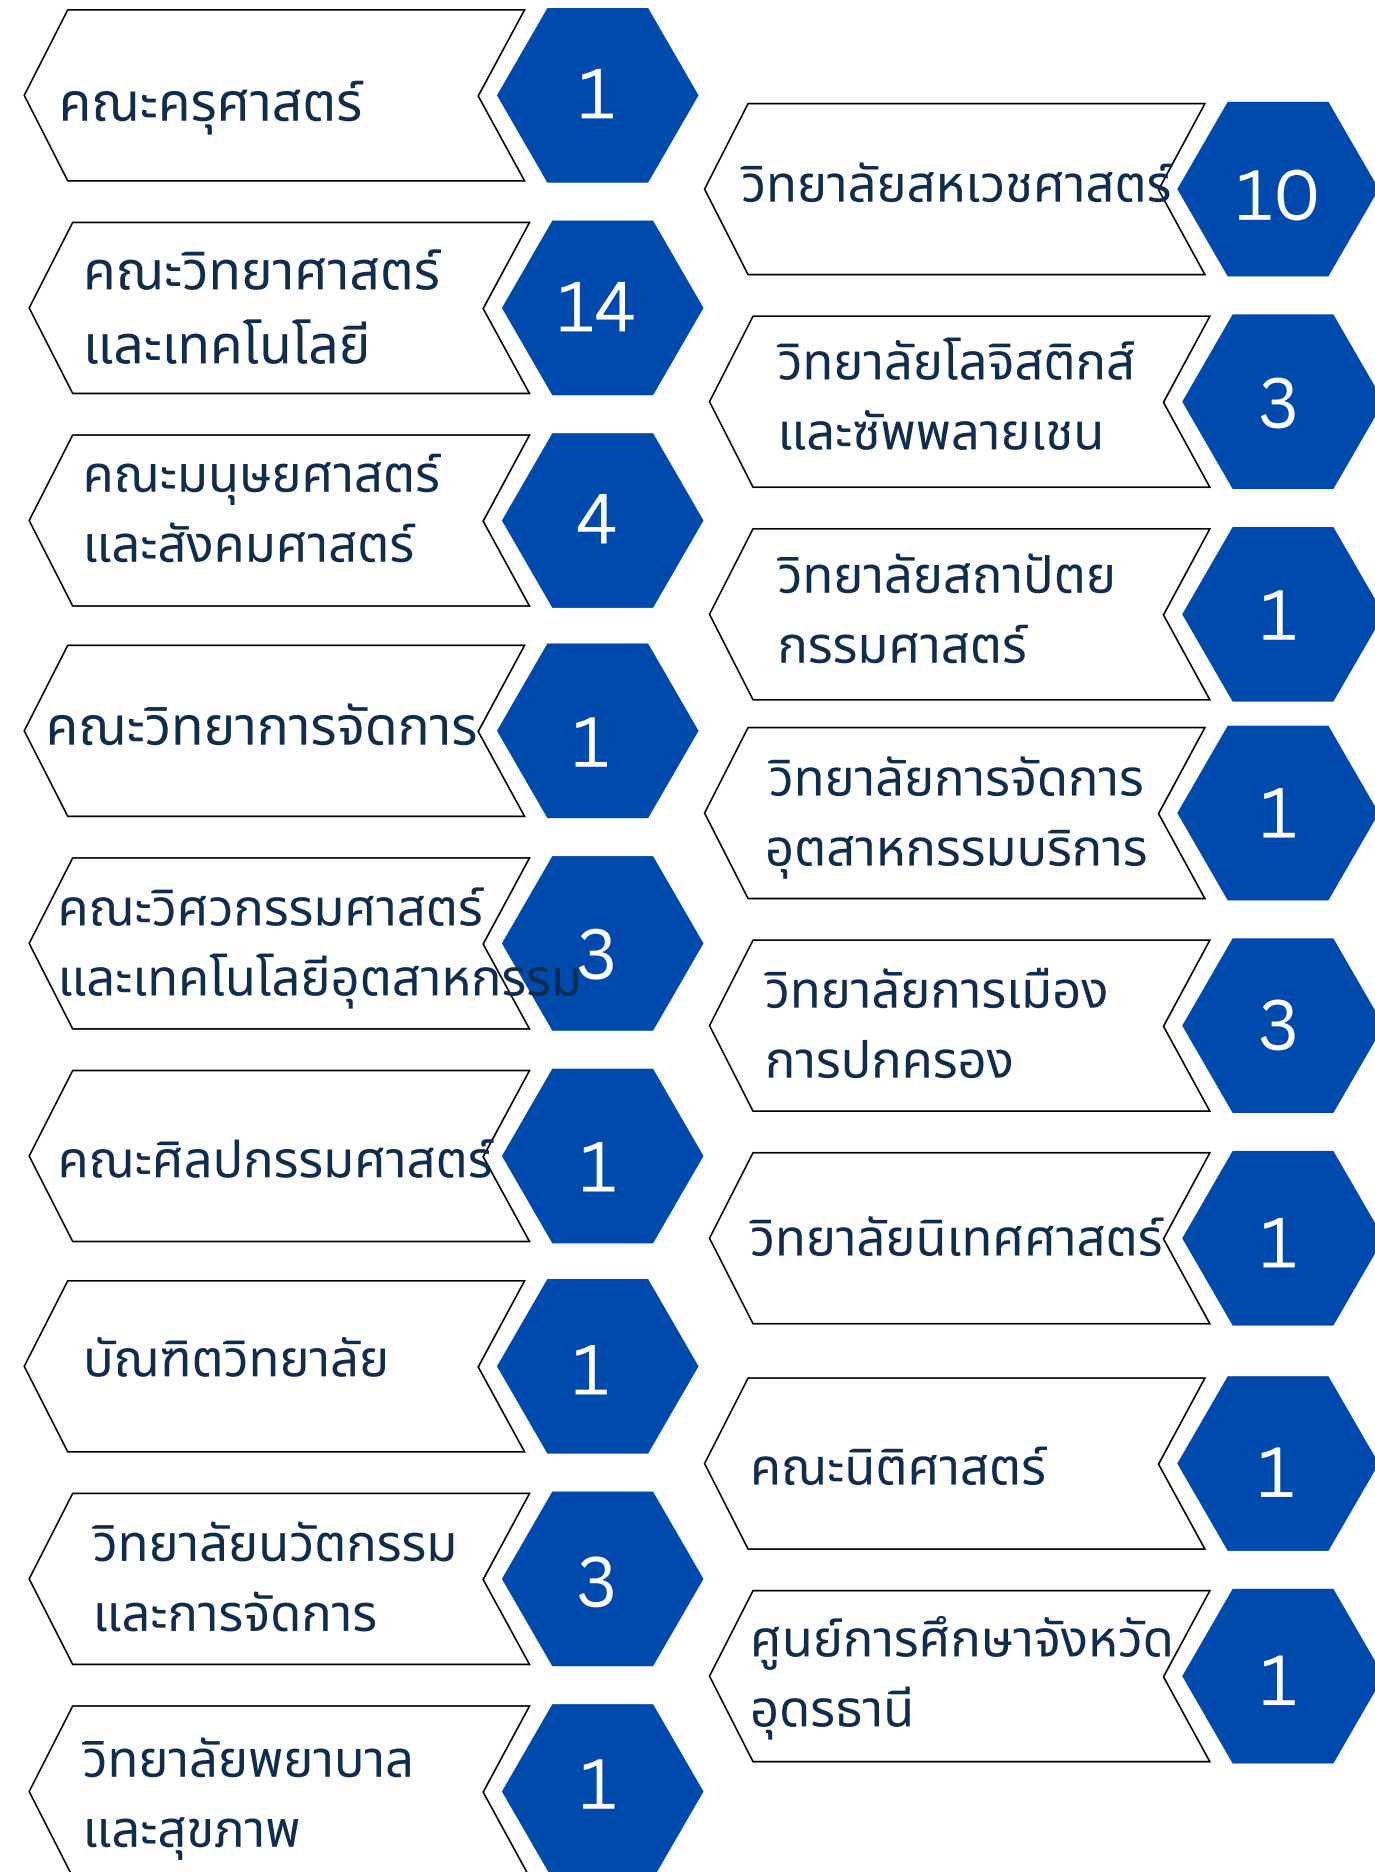 คณะครุศาสตร์
1
คณะวิทยาศาสตร์
และเทคโนโลยี
14
คณะมนุษยศาสตร์
และสังคมศาสตร์
4
คณะวิทยาการจัดการ
1
คณะวิศวกรรมศาสตร์
และเทคโนโลยีอุตสาหกรรม
3
คณะศิลปกรรมศาสตร์
1
บัณฑิตวิทยาลัย
1
วิทยาลัยนวัตกรรม
และการจัดการ
3
วิทยาลัยพยาบาล
และสุขภาพ
1
วิทยาลัยสหเวชศาสตร์
10
วิทยาลัยโลจิสติกส์
และซัพพลายเชน
3
วิทยาลัยสถาปัตย
กรรมศาสตร์
1
วิทยาลัยการจัดการ
อุตสาหกรรมบริการ
1
วิทยาลัยการเมือง
การปกครอง
3
วิทยาลัยนิเทศศาสตร์
1
คณะนิติศาสตร์
1
ศูนย์การศึกษาจังหวัด
อุดรธานี
1